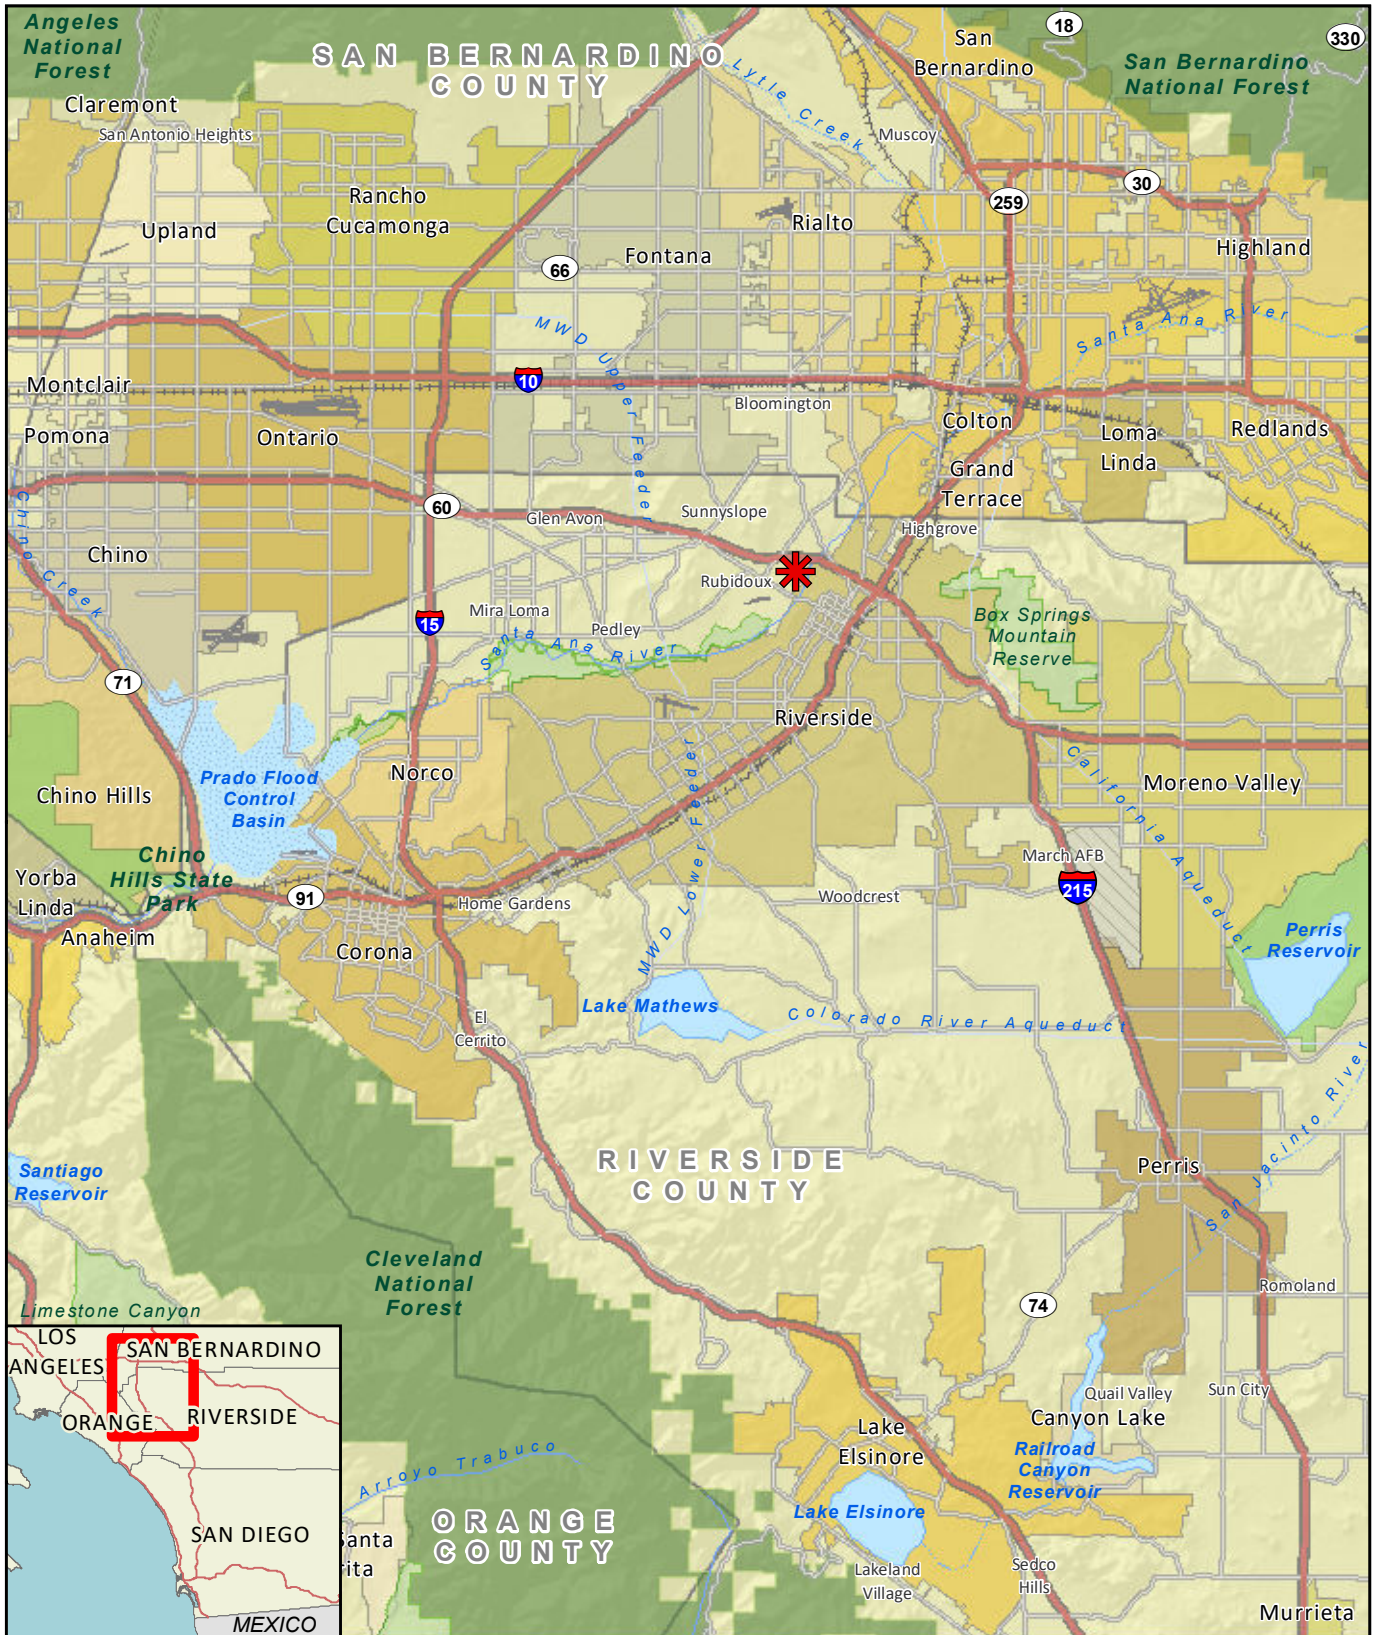 Angeles
National
Forest
SAN BERNARDINO
COUNTY
San
Bernardino
18
330
San Bernardino
National Forest
Claremont
San Antonio Heights
Lytle Creek
Muscoy
Rancho
Cucamonga
Upland
30
259
Rialto
Highland
Fontana
66
MWD Upper Feeder
Santa Ana River
Montclair
10
Bloomington
Pomona
Ontario
Colton
Loma
Linda
Redlands
Grand
Terrace
Chino Creek
60
Glen Avon
Sunnyslope
Highgrove
Chino
Rubidoux
Mira Loma
15
Pedley
Santa Ana River
Box Springs
Mountain
Reserve
71
Riverside
Norco
Prado Flood
Control
Basin
Chino Hills
MWD Lower Feeder
California Aqueduct
Moreno Valley
Chino
Hills State
Park
March AFB
215
Yorba
Linda
91
Home Gardens
Woodcrest
Anaheim
Corona
Perris
Reservoir
Lake Mathews
El
Cerrito
Colorado River Aqueduct
San Jacinto River
Santiago
Reservoir
RIVERSIDE
COUNTY
Perris
Cleveland
National
Forest
Romoland
74
Limestone Canyon
LOS
ANGELES
SAN BERNARDINO
ORANGE
RIVERSIDE
SAN DIEGO
MEXICO
Quail Valley
Sun City
Canyon Lake
Lake
Elsinore
Railroad
Canyon
Reservoir
Arroyo Trabuco
Lake Elsinore
ORANGE
COUNTY
Santa
rita
Lakeland
Village
Sedco
Hills
Murrieta